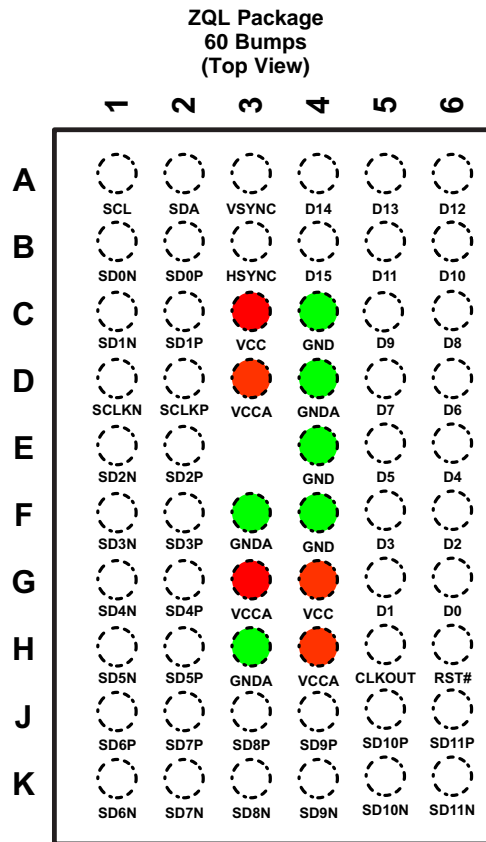 ZQL Package
60 Bumps
(Top View)
1 2 3 4 5 6
A
SCL SDA VSYNC D14 D13 D12
B
SD0N SD0P HSYNC D15 D11 D10
C
SD1N SD1P VCC GND D9 D8
D
SCLKN SCLKP VCCA GNDA D7 D6
E
SD2N SD2P GND D5 D4
F
SD3N SD3P GNDA GND D3 D2
G
SD4N SD4P VCCA VCC D1 D0
H
SD5N SD5P GNDA VCCA CLKOUT RST#
J
SD6P SD7P SD8P SD9P SD10P SD11P
K
SD6N SD7N SD8N SD9N SD10N SD11N